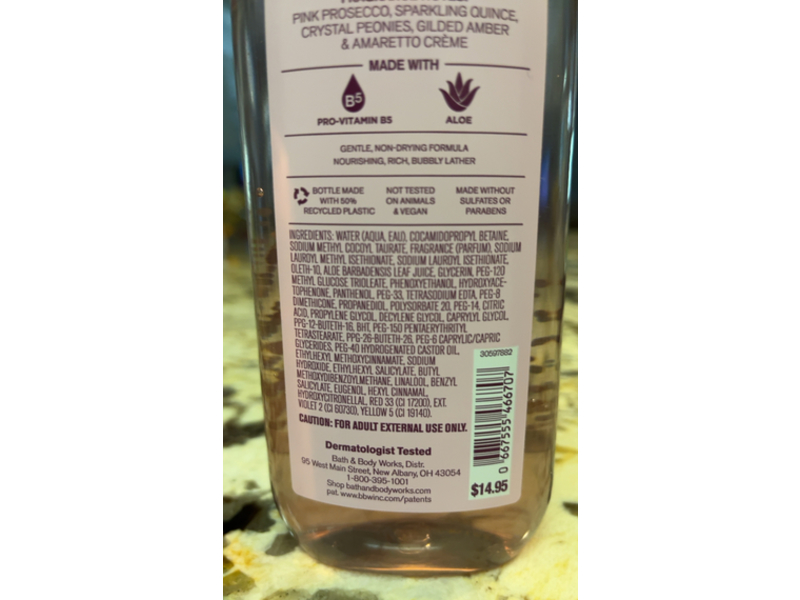 PINK PROSECCO, SPARKLING QUINCE,
CRYSTAL PEONIES, GILDED AMBER
& AMARETTO CRÈME
MADE WITH
B5
PRO-VITAMIN B5
ALOE
GENTLE, NON-DRYING FORMULA
NOURISHING, RICH, BUBBLY LATHER
BOTTLE MADE
WITH 50%
RECYCLED PLASTIC
NOT TESTED
ON ANIMALS
& VEGAN
MADE WITHOUT
SULFATES OR
PARABENS
INGREDIENTS: WATER (AQUA, EAU), COCAMIDOPROPYL BETAINE,
SODIUM METHYL COCOYL TAURATE, FRAGRANCE (PARFUM), SODIUM
LAUROYL METHYL ISETHIONATE, SODIUM LAUROYL ISETHIONATE,
OLETH-10, ALOE BARBADENSIS LEAF JUICE, GLYCERIN, PEG-120
METHYL GLUCOSE TRIOLEATE, PHENOXYETHANOL, HYDROXYACE-
TOPHENONE, PANTHENOL, PEG-33, TETRASODIUM EDTA, PEG-8
DIMETHICONE, PROPANEDIOL, POLYSORBATE 20, PEG-14, CITRIC
ACID, PROPYLENE GLYCOL, DECYLENE GLYCOL, CAPRYLYL GLYCOL,
PPG-12-BUTETH-16, BHT, PEG-150 PENTAERYTHRITYL
TETRASTEARATE, PPG-26-BUTETH-26, PEG-6 CAPRYLIC/CAPRIC
GLYCERIDES, PEG-40 HYDROGENATED CASTOR OIL,
ETHYLHEXYL METHOXYCINNAMATE, SODIUM
HYDROXIDE, ETHYLHEXYL SALICYLATE, BUTYL
METHOXYDIBENZOYLMETHANE, LINALOOL, BENZYL
SALICYLATE, EUGENOL, HEXYL CINNAMAL,
HYDROXYCITRONELLAL, RED 33 (CI 17200), EXT.
VIOLET 2 (CI 60730), YELLOW 5 (CI 19140).
CAUTION: FOR ADULT EXTERNAL USE ONLY.
Dermatologist Tested
Bath & Body Works, Distr.
95 West Main Street, New Albany, OH 43054
1-800-395-1001
Shop bathandbodyworks.com
pat. www.bbwinc.com/patents
30597882
0 667555 466707
$14.95